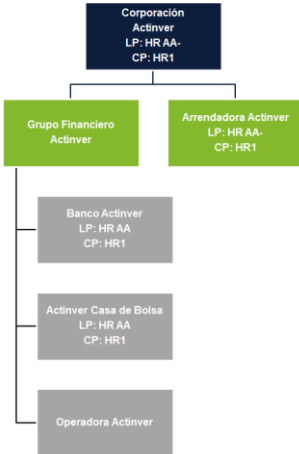 Corporación
Actinver
LP: HR AA-
CP: HR1
Grupo Financiero
Actinver
Arrendadora Actinver
LP: HR AA-
CP: HR1
Banco Actinver
LP: HR AA
CP: HR1
Actinver Casa de Bolsa
LP: HR AA
CP: HR1
Operadora Actinver